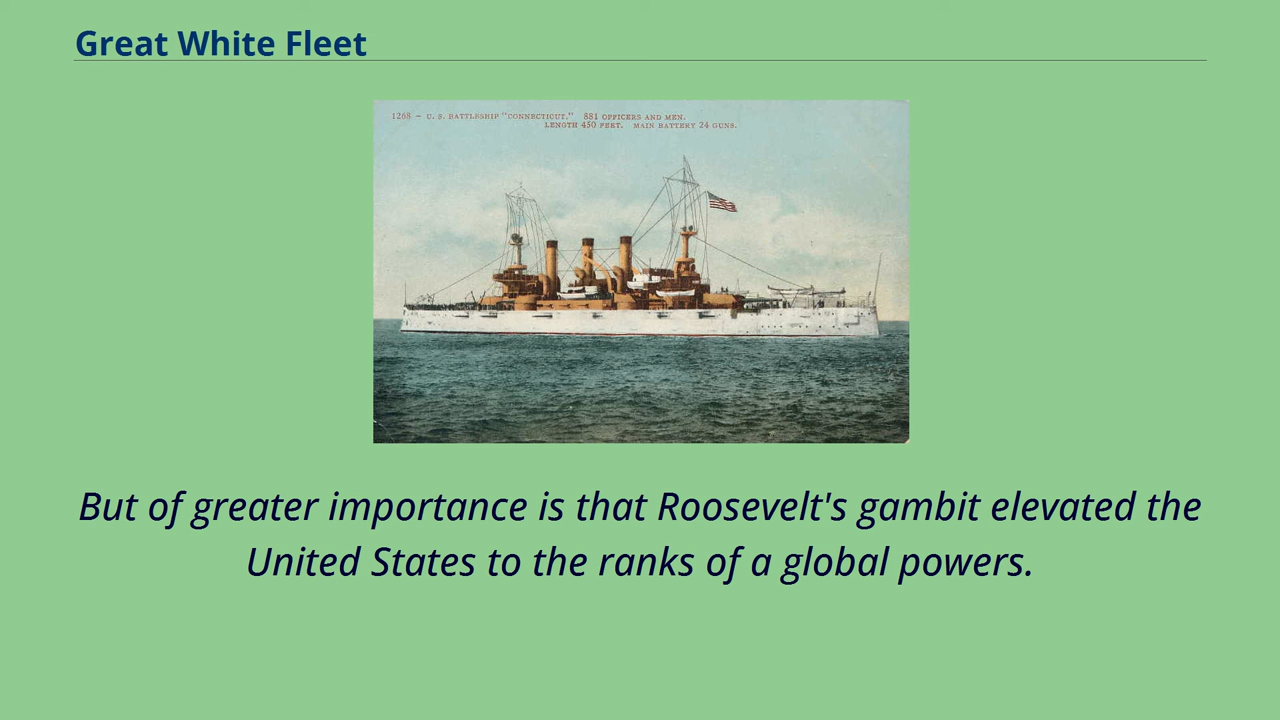 Great White Fleet
1268 - U. S. BATTLESHIP "CONNECTICUT." 881 OFFICERS AND MEN.
LENGTH 450 FEET. MAIN BATTERY 24 GUNS.
But of greater importance is that Roosevelt's gambit elevated the
United States to the ranks of a global powers.